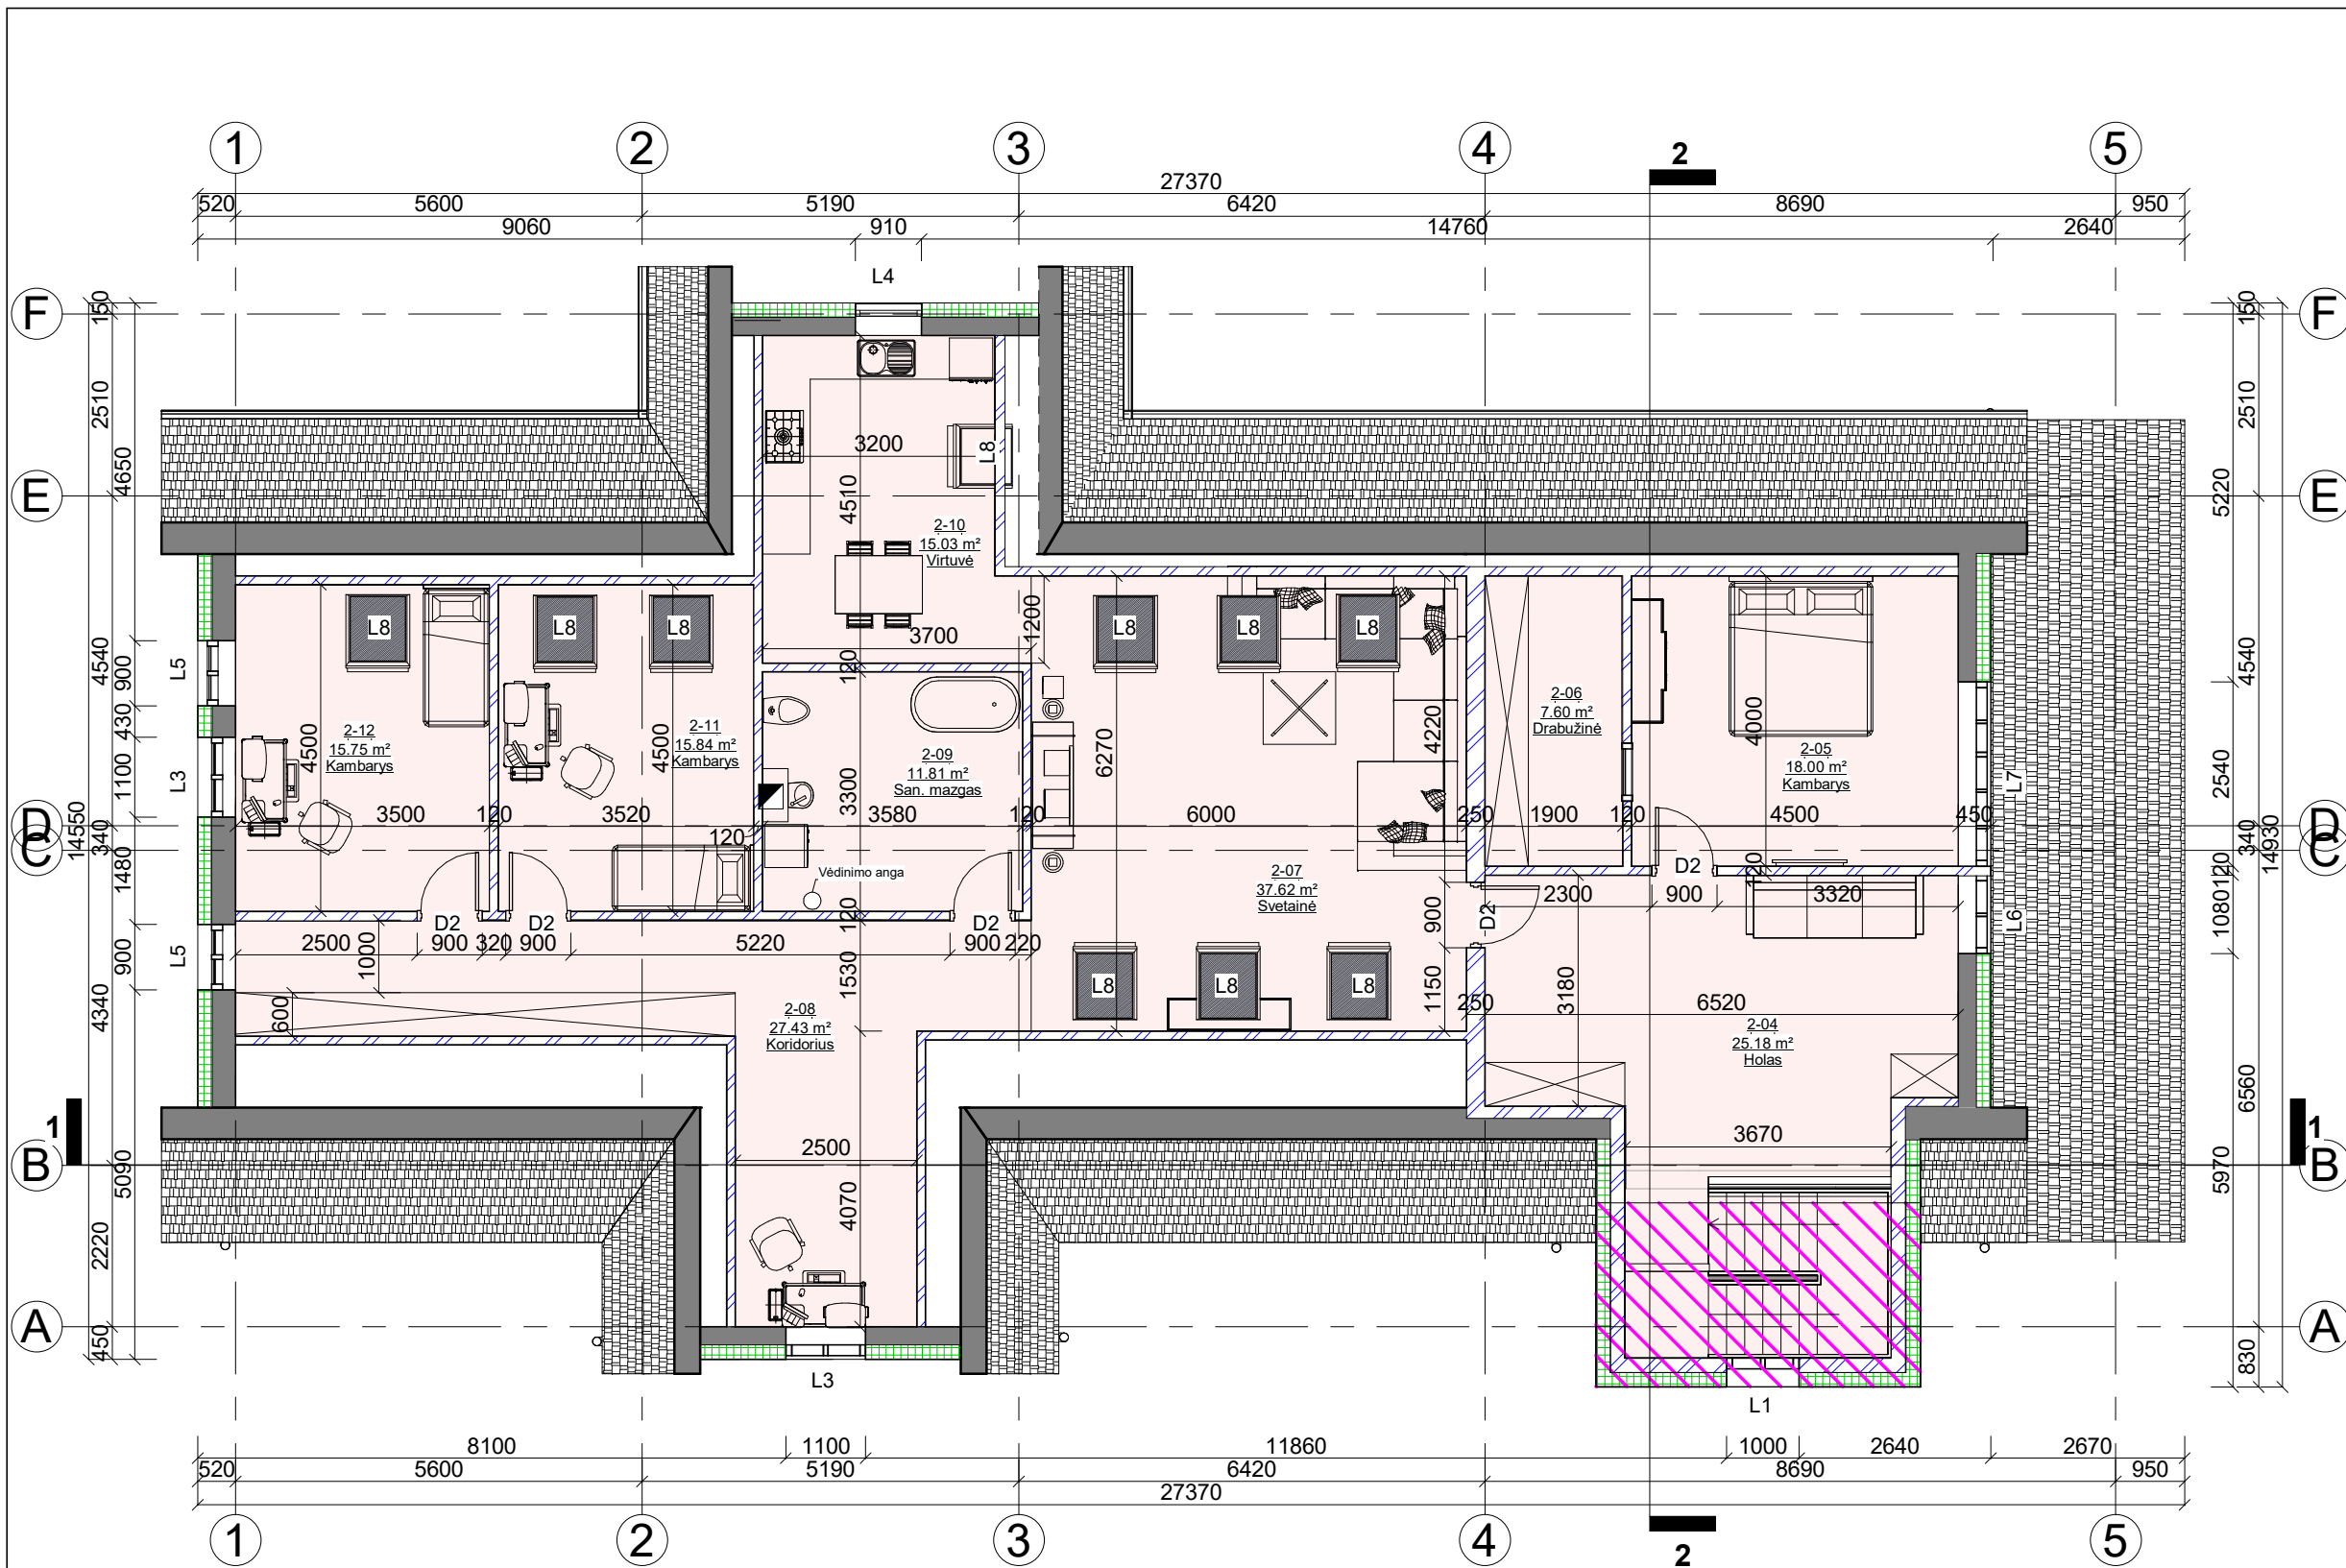 1 2 3 4 5
2
27370
520 5600 5190 6420 8690 950
9060 910 14760 2640
L4
F F
150 150
2510 2510
4650
E E
5220
3200
L8
4510
2-10
15.03 m²
Virtuvė
3700
1200
120
L8 L8 L8 L8 L8 L8
L5
L3
L5
4540
900
430
1100
1480
900
4340
14550
340
2-12
15.75 m²
Kambarys
4500
2-11
15.84 m²
Kambarys
4500
2-09
11.81 m²
San. mazgas
3300
6270
4220
2-06
7.60 m²
Drabužinė
4000
2-05
18.00 m²
Kambarys
L7
4540
2540
D D
C C
3500 120 3520 3580 120 6000 250 1900 120 4500 450
120
340
14930
120
1080
Vėdinimo anga
2-07
37.62 m²
Svetainė
D2 D2 D2 D2 D2
120
2300 900 3320
L6
2500 900 320 900 5220 900 220
120
900
1000
1530
1150
L8 L8 L8
3180
250 6520
600
2-08
27.43 m²
Koridorius
2-04
25.18 m²
Holas
6560
1 1
3670
2500
B B
5090
5970
4070
2220
A A
450
830
L3
L1
8100 1100 11860 1000 2640 2670
520 5600 5190 6420 8690 950
27370
1 2 3 4 5
2